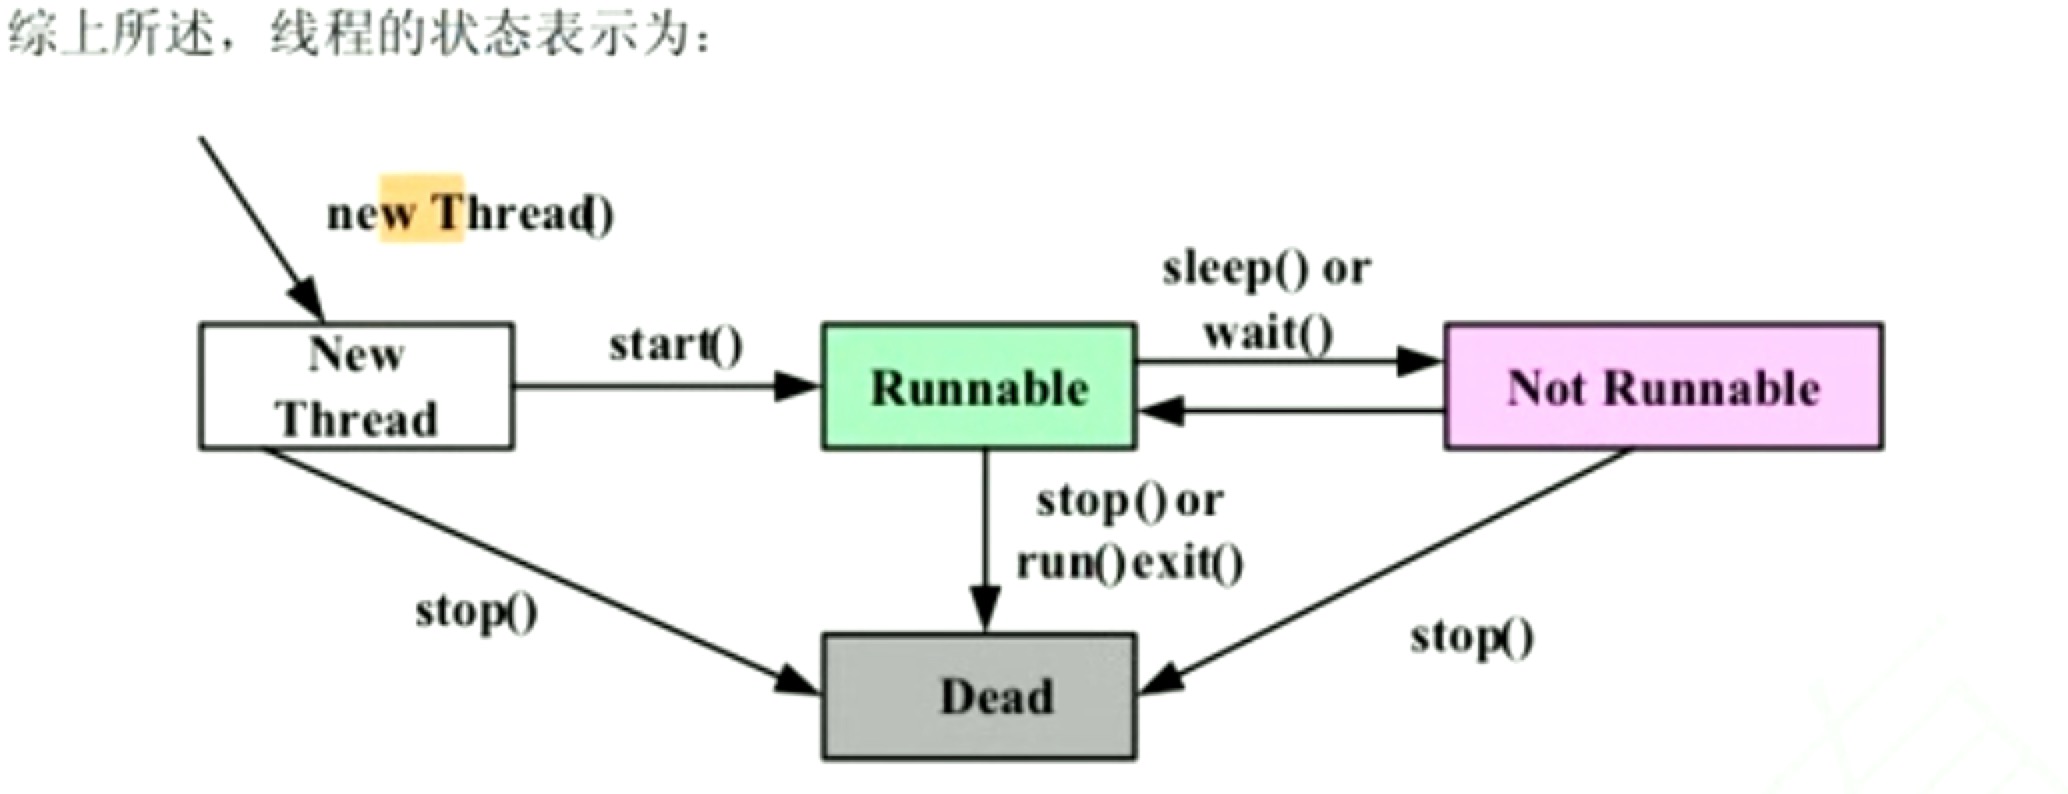 综上所述，线程的状态表示为：
new Thread()
sleep() or
wait()
start()
New
Thread
Runnable
Not Runnable
stop() or
run()exit()
stop()
stop()
Dead